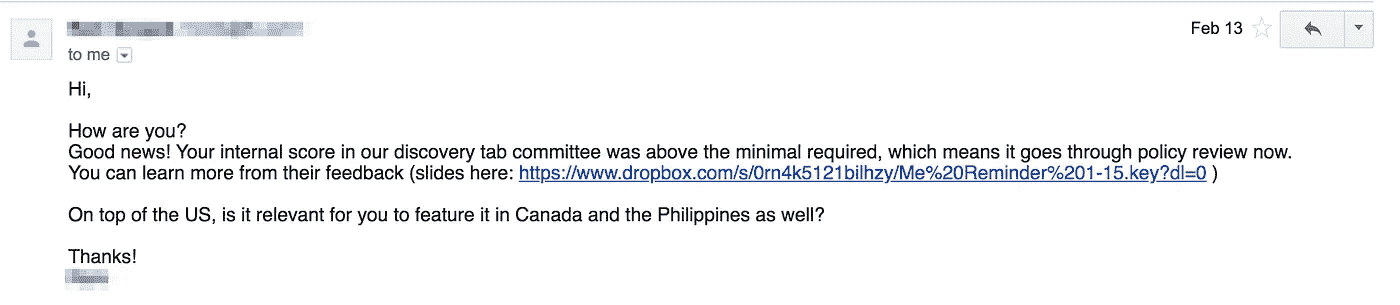 Feb 13
to me
Hi,
How are you?
Good news! Your internal score in our discovery tab committee was above the minimal required, which means it goes through policy review now.
You can learn more from their feedback (slides here: https://www.dropbox.com/s/0rn4k5121bilhzy/Me%20Reminder%201-15.key?dl=0 )
On top of the US, is it relevant for you to feature it in Canada and the Philippines as well?
Thanks!